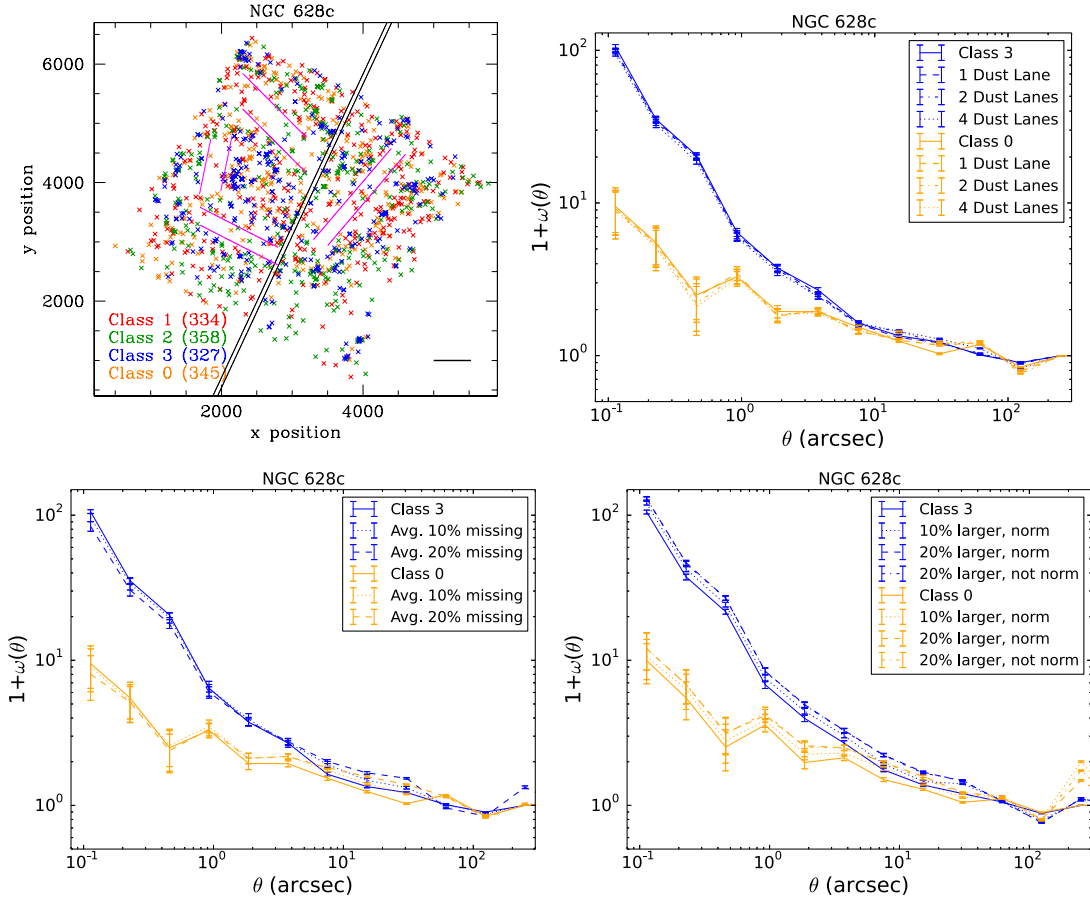 NGC 628c
6000
4000
2000
y position
Class 1 (334)
Class 2 (358)
Class 3 (327)
Class 0 (345)
2000
4000
x position
NGC 628c
10²
10¹
10⁰
1+ω(θ)
Class 3
1 Dust Lane
2 Dust Lanes
4 Dust Lanes
Class 0
1 Dust Lane
2 Dust Lanes
4 Dust Lanes
10⁻¹
10⁰
10¹
10²
θ (arcsec)
NGC 628c
10²
10¹
10⁰
1+ω(θ)
Class 3
Avg. 10% missing
Avg. 20% missing
Class 0
Avg. 10% missing
Avg. 20% missing
10⁻¹
10⁰
10¹
10²
θ (arcsec)
NGC 628c
10²
10¹
10⁰
1+ω(θ)
Class 3
10% larger, norm
20% larger, norm
20% larger, not norm
Class 0
10% larger, norm
20% larger, norm
20% larger, not norm
10⁻¹
10⁰
10¹
10²
θ (arcsec)